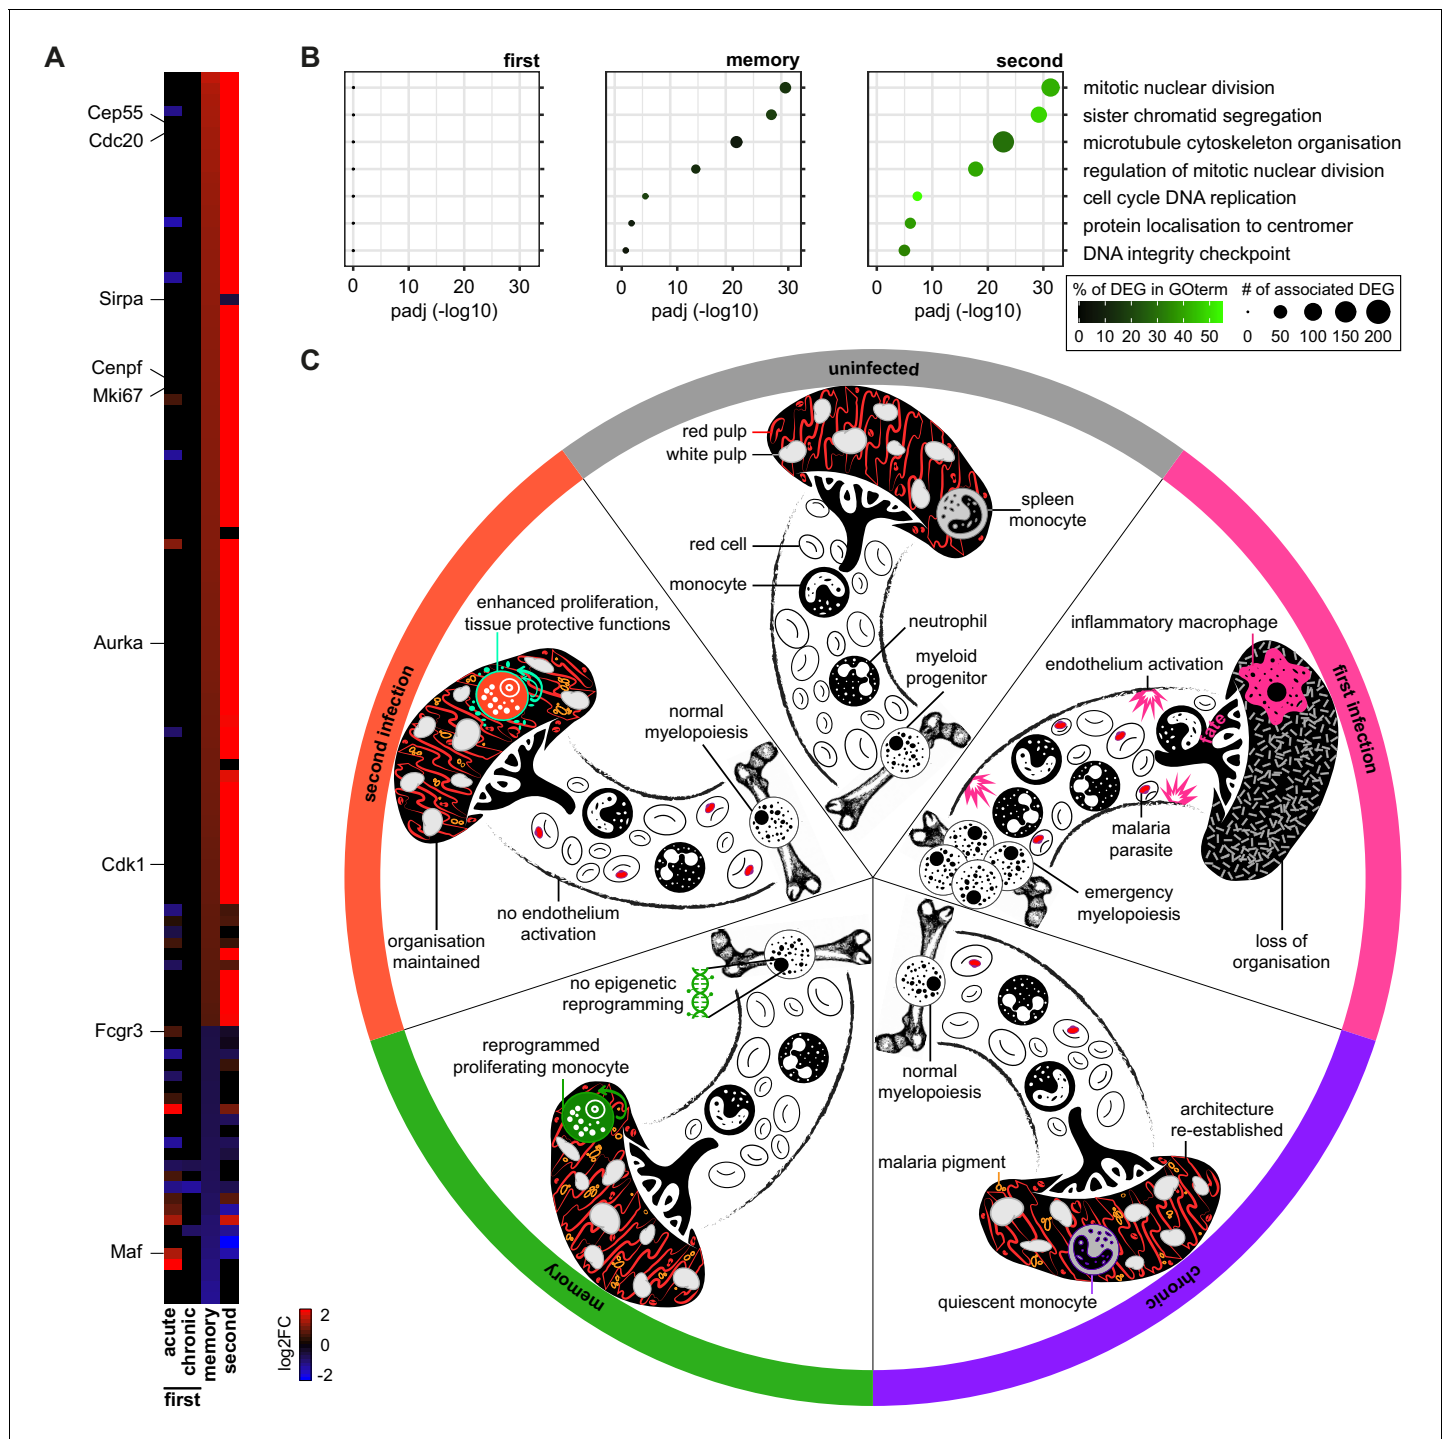 A
Cep55
Cdc20
Sirpa
Cenpf
Mki67
Aurka
Cdk1
Fcgr3
Maf
acute
chronic
memory
second
first
log2FC
2
0
-2
B
first
memory
second
mitotic nuclear division
sister chromatid segregation
microtubule cytoskeleton organisation
regulation of mitotic nuclear division
cell cycle DNA replication
protein localisation to centromer
DNA integrity checkpoint
0 10 20 30
padj (-log10)
0 10 20 30
padj (-log10)
0 10 20 30
padj (-log10)
% of DEG in GOterm
0 10 20 30 40 50
# of associated DEG
0 50 100 150 200
C
uninfected
red pulp
white pulp
spleen
monocyte
red cell
monocyte
neutrophil
myeloid
progenitor
first infection
inflammatory macrophage
endothelium activation
fate
malaria
parasite
emergency
myelopoiesis
loss of
organisation
chronic
normal
myelopoiesis
architecture
re-established
malaria pigment
quiescent monocyte
memory
no epigenetic
reprogramming
reprogrammed
proliferating monocyte
second infection
enhanced proliferation,
tissue protective functions
normal
myelopoiesis
no endothelium
activation
organisation
maintained